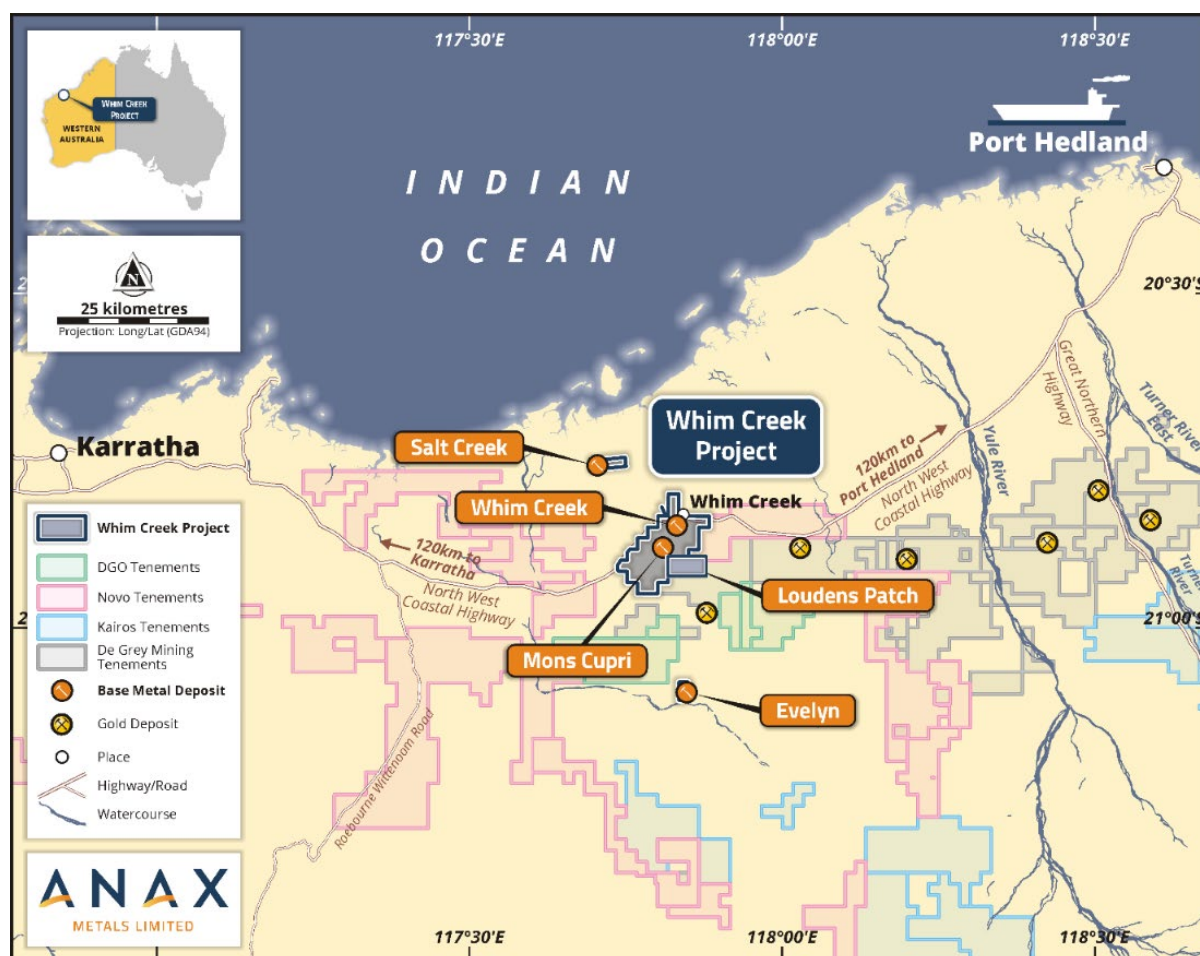 117°30'E
118°00'E
118°30'E
WHIM CREEK
PROJECT
WESTERN
AUSTRALIA
N
25 kilometres
Projection: Long/Lat (GDA94)
INDIAN
OCEAN
Port Hedland
20°30'S
Karratha
Salt Creek
Whim Creek
Project
Whim Creek
Whim Creek
Loudens Patch
Mons Cupri
Evelyn
120km to
Karratha
North West
Coastal Highway
120km to
Port Hedland
North West
Coastal Highway
Great Northern
Highway
Yule River
Turner River
East
Turner
River
21°00'S
Roebourne Wittenoom Road
Whim Creek Project
DGO Tenements
Novo Tenements
Kairos Tenements
De Grey Mining
Tenements
Base Metal Deposit
Gold Deposit
Place
Highway/Road
Watercourse
ANAX
METALS LIMITED
117°30'E
118°00'E
118°30'E